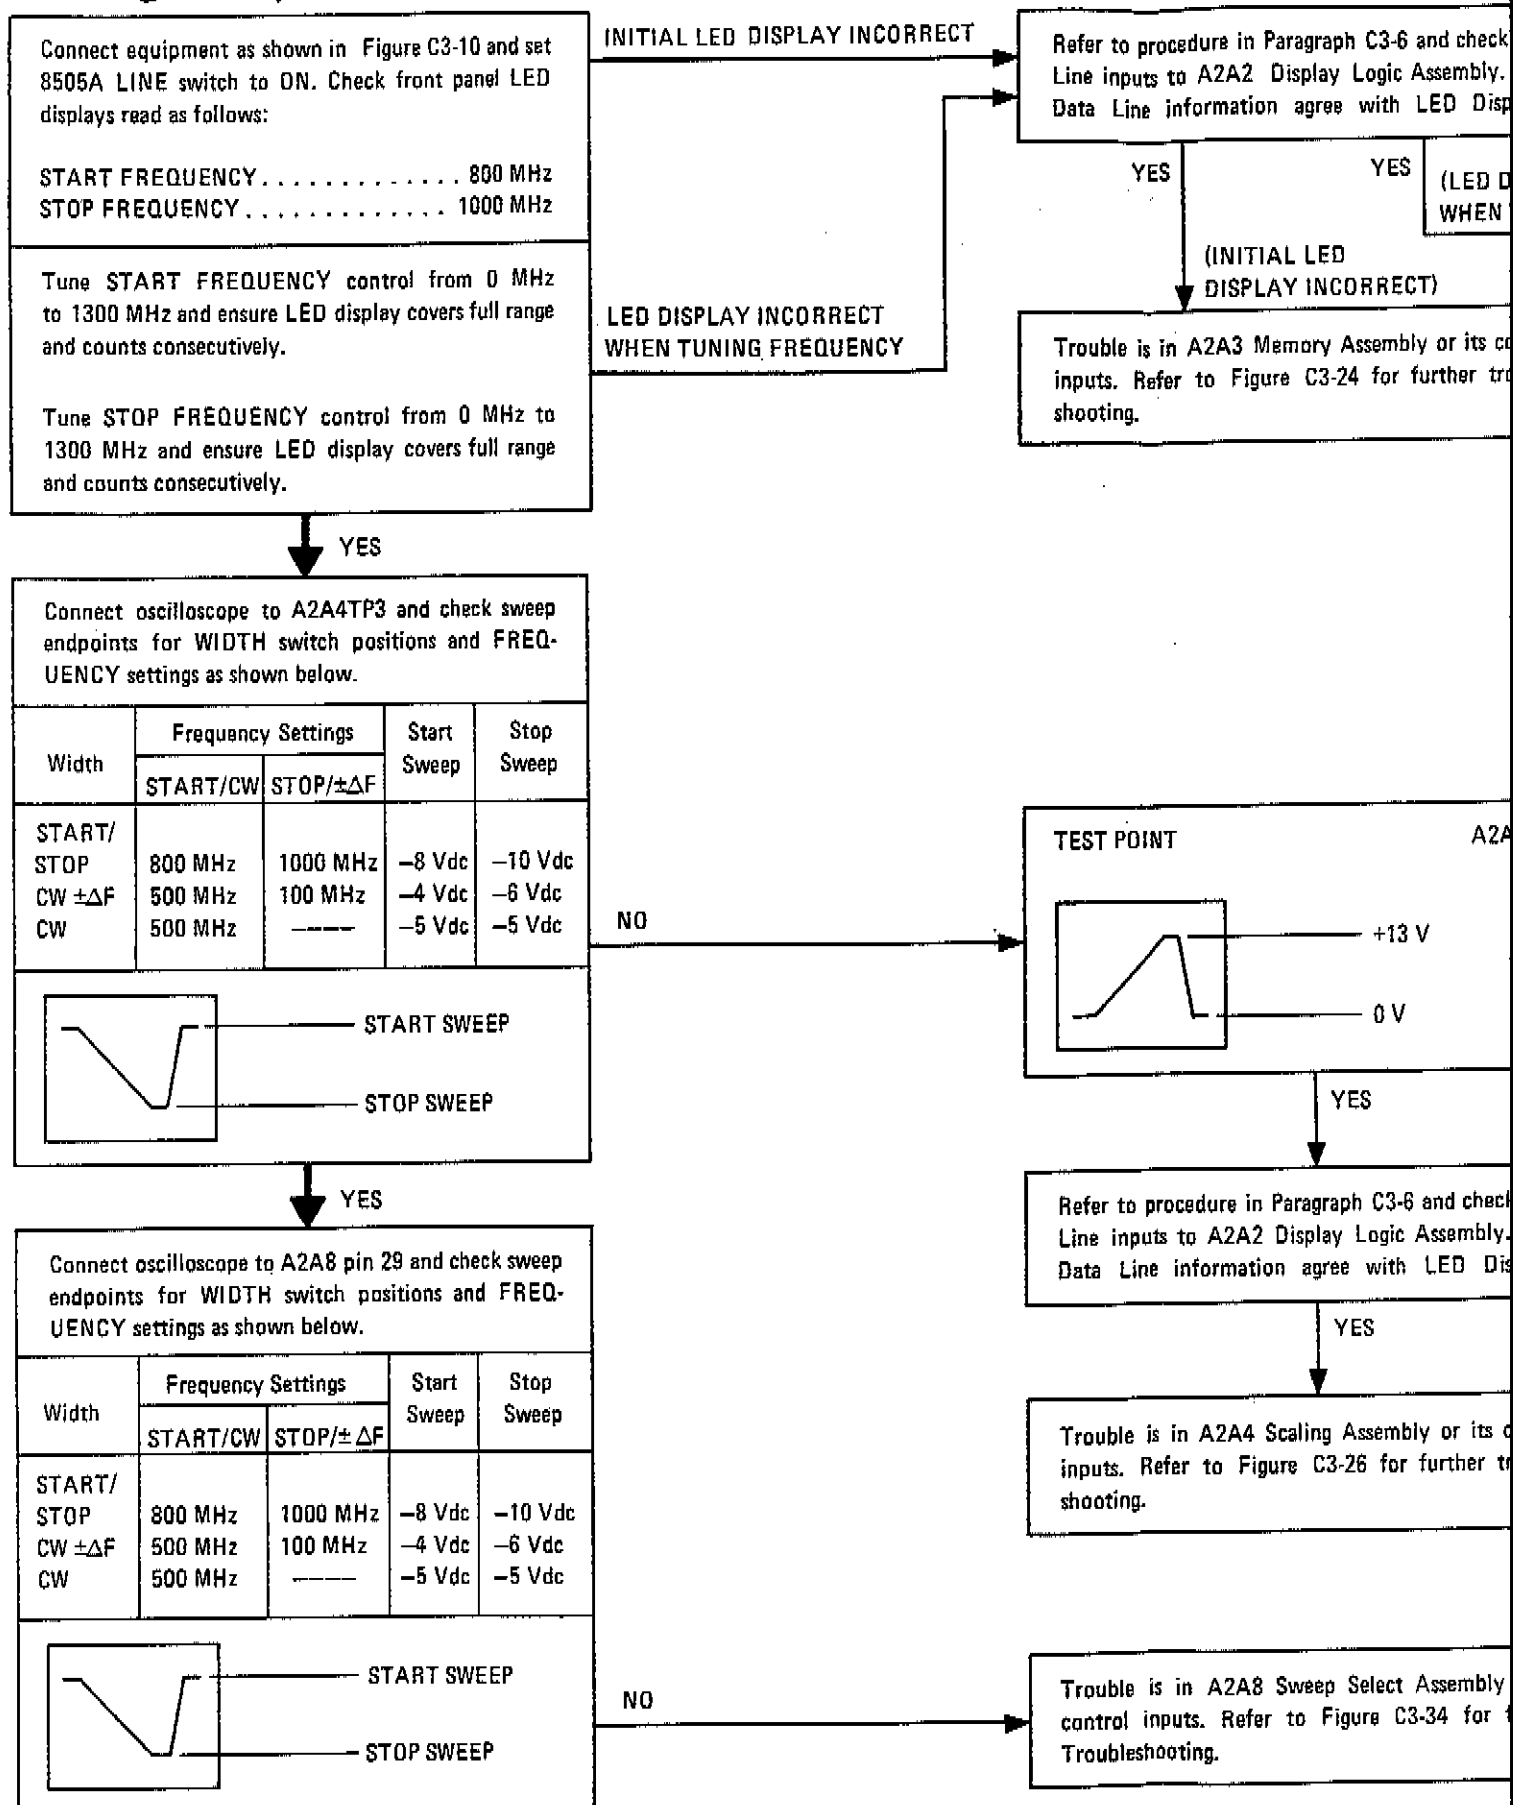 Connect equipment as shown in Figure C3-10 and set
8505A LINE switch to ON. Check front panel LED
displays read as follows:
START FREQUENCY . . . . . . . . . . . . . . 800 MHz
STOP FREQUENCY . . . . . . . . . . . . . . 1000 MHz
Tune START FREQUENCY control from 0 MHz
to 1300 MHz and ensure LED display covers full range
and counts consecutively.
Tune STOP FREQUENCY control from 0 MHz to
1300 MHz and ensure LED display covers full range
and counts consecutively.
INITIAL LED DISPLAY INCORRECT
LED DISPLAY INCORRECT
WHEN TUNING FREQUENCY
Refer to procedure in Paragraph C3-6 and check
Line inputs to A2A2 Display Logic Assembly.
Data Line information agree with LED
YES
YES
(LED
WHEN
(INITIAL LED
DISPLAY INCORRECT)
Trouble is in A2A3 Memory Assembly or its
inputs. Refer to Figure C3-24 for further
shooting.
YES
Connect oscilloscope to A2A4TP3 and check sweep
endpoints for WIDTH switch positions and FREQ-
UENCY settings as shown below.
Width Frequency Settings Start Sweep Stop Sweep
START/CW STOP/±ΔF
START/
STOP 800 MHz 1000 MHz –8 Vdc –10 Vdc
CW ±ΔF 500 MHz 100 MHz –4 Vdc –6 Vdc
CW 500 MHz ---- –5 Vdc –5 Vdc
START SWEEP
STOP SWEEP
NO
TEST POINT
+13 V
0 V
YES
Refer to procedure in Paragraph C3-6 and check
Line inputs to A2A2 Display Logic Assembly.
Data Line information agree with LED
YES
Trouble is in A2A4 Scaling Assembly or its
inputs. Refer to Figure C3-26 for further
shooting.
YES
Connect oscilloscope to A2A8 pin 29 and check sweep
endpoints for WIDTH switch positions and FREQ-
UENCY settings as shown below.
Width Frequency Settings Start Sweep Stop Sweep
START/CW STOP/± ΔF
START/
STOP 800 MHz 1000 MHz –8 Vdc –10 Vdc
CW ±ΔF 500 MHz 100 MHz –4 Vdc –6 Vdc
CW 500 MHz ---- –5 Vdc –5 Vdc
START SWEEP
STOP SWEEP
NO
Trouble is in A2A8 Sweep Select Assembly
control inputs. Refer to Figure C3-34 for
Troubleshooting.